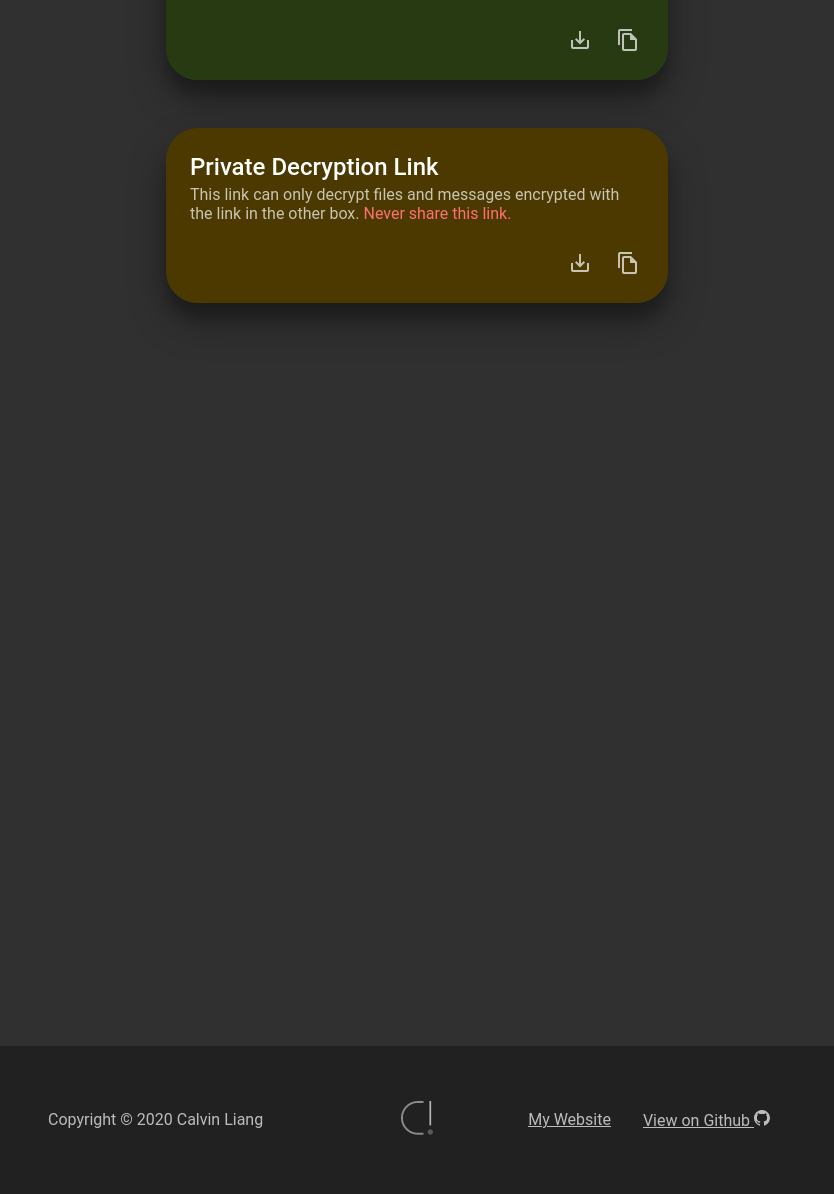 Private Decryption Link
This link can only decrypt files and messages encrypted with
the link in the other box. Never share this link.
Copyright © 2020 Calvin Liang
My Website
View on Github